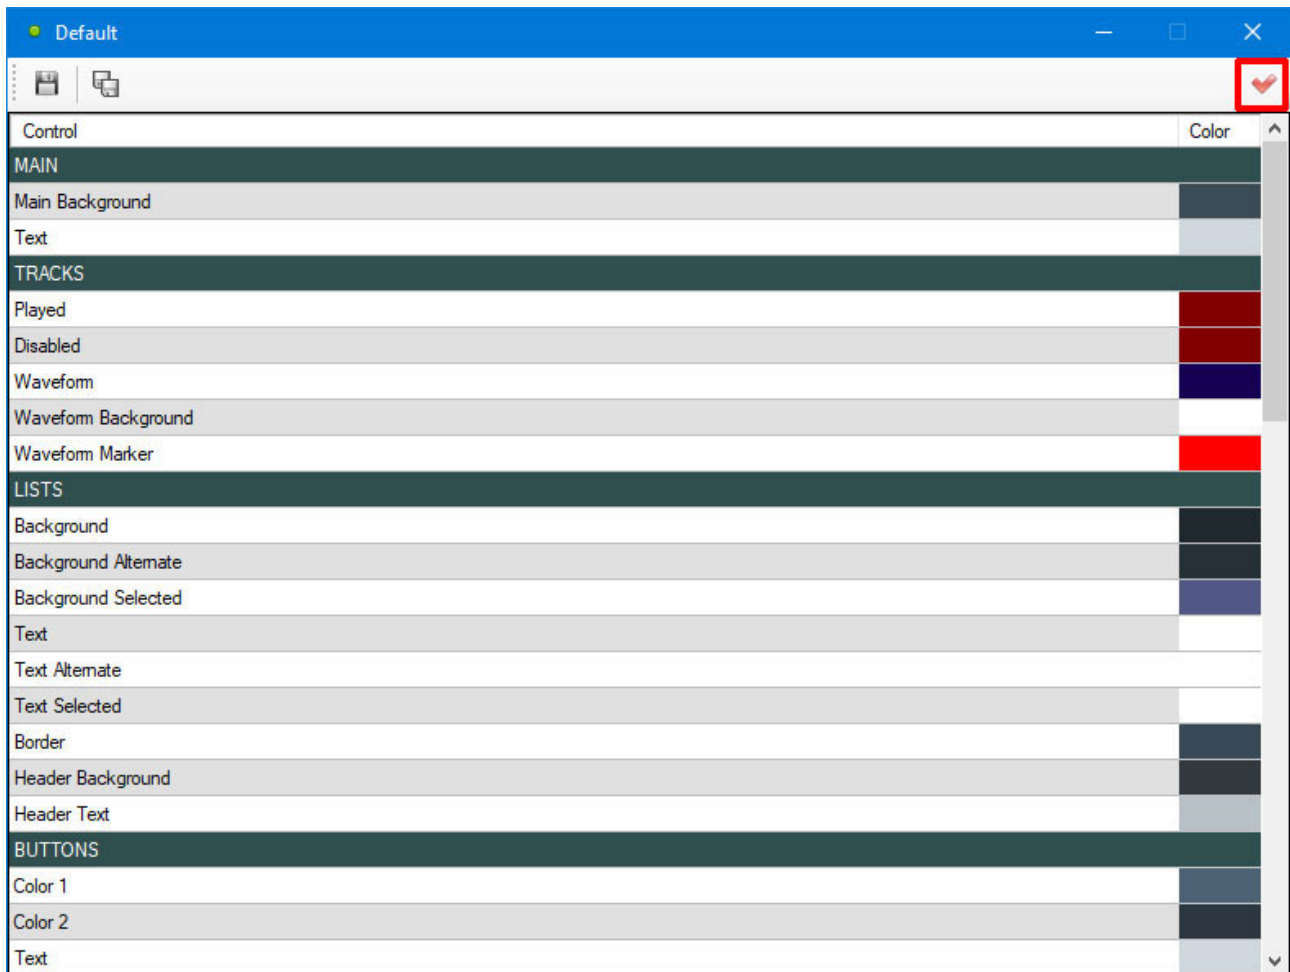 Default
Control Color
MAIN
Main Background
Text
TRACKS
Played
Disabled
Waveform
Waveform Background
Waveform Marker
LISTS
Background
Background Alternate
Background Selected
Text
Text Alternate
Text Selected
Border
Header Background
Header Text
BUTTONS
Color 1
Color 2
Text